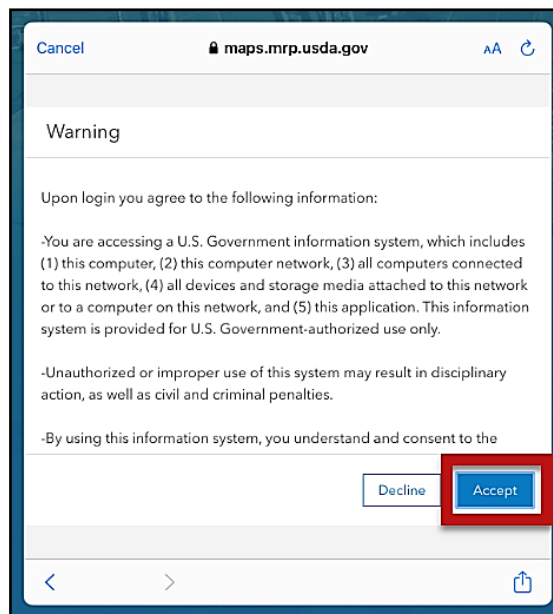 Cancel maps.mrp.usda.gov AA
Warning
Upon login you agree to the following information:
-You are accessing a U.S. Government information system, which includes
(1) this computer, (2) this computer network, (3) all computers connected
to this network, (4) all devices and storage media attached to this network
or to a computer on this network, and (5) this application. This information
system is provided for U.S. Government-authorized use only.
-Unauthorized or improper use of this system may result in disciplinary
action, as well as civil and criminal penalties.
-By using this information system, you understand and consent to the
Decline Accept